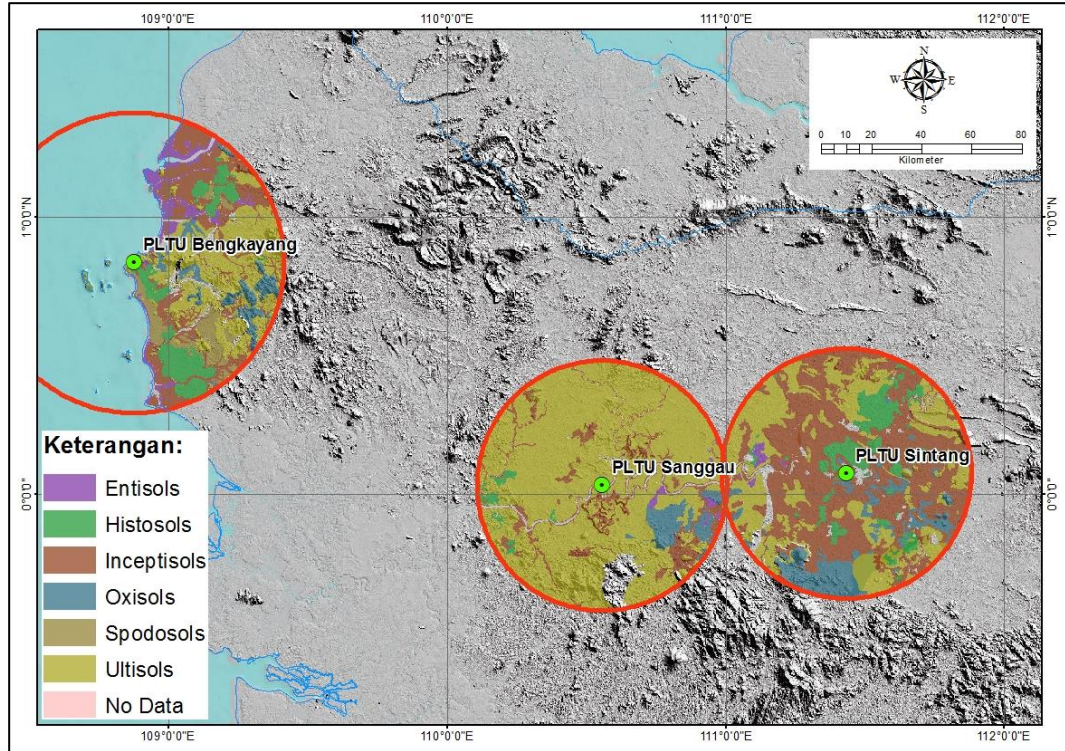 109°0'0"E 110°0'0"E 111°0'0"E 112°0'0"E
N
W E
S
0 10 20 40 60 80
Kilometer
1°0'0"N 1°0'0"N
PLTU Bengkayang
PLTU Sanggau
PLTU Sintang
0°0'0" 0°0'0"
Keterangan:
Entisols
Histosols
Inceptisols
Oxisols
Spodosols
Ultisols
No Data
109°0'0"E 110°0'0"E 111°0'0"E 112°0'0"E